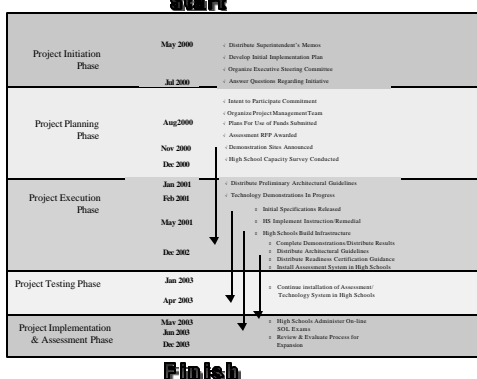 Start
Project Initiation
Phase
May 2000
Jul 2000
√ Distribute Superintendent's Memos
√ Develop Initial Implementation Plan
√ Organize Executive Steering Committee
√ Answer Questions Regarding Initiative
Project Planning
Phase
Aug2000
Nov 2000
Dec 2000
√ Intent to Participate Commitment
√ Organize Project Management Team
√ Plans For Use of Funds Submitted
√ Assessment RFP Awarded
√ Demonstration Sites Announced
√ High School Capacity Survey Conducted
Project Execution
Phase
Jan 2001
Feb 2001
May 2001
Dec 2002
√ Distribute Preliminary Architectural Guidelines
√ Technology Demonstrations In Progress
Initial Specifications Released
HS Implement Instruction/Remedial
High Schools Build Infrastructure
Complete Demonstrations/Distribute Results
Distribute Architectural Guidelines
Distribute Readiness Certification Guidance
Install Assessment System in High Schools
Project Testing Phase
Jan 2003
Apr 2003
Continue installation of Assessment/
Technology System in High Schools
Project Implementation
& Assessment Phase
May 2003
Jun 2003
Dec 2003
High Schools Administer On-line
SOL Exams
Review & Evaluate Process for
Expansion
Finish